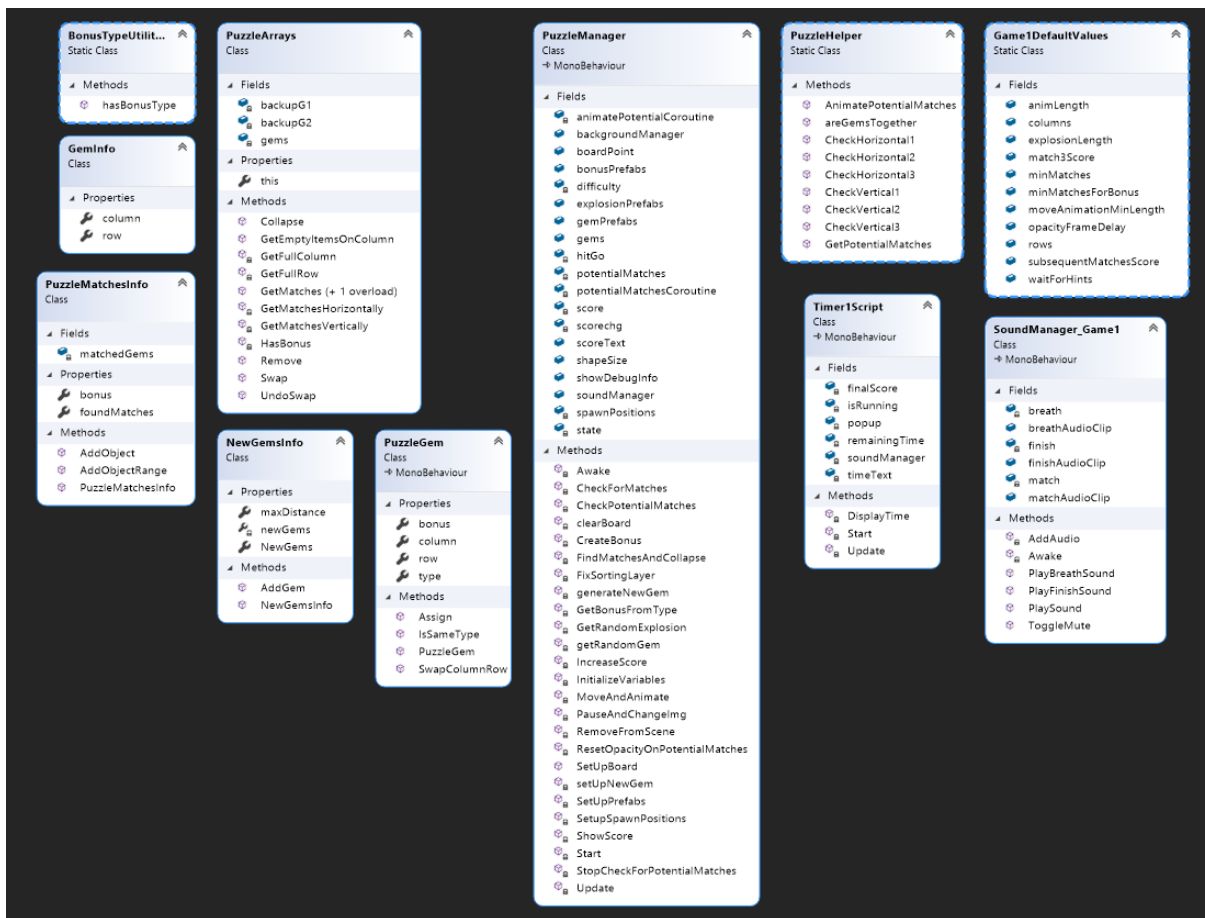 BonusTypeUtilit...
Static Class
Methods
hasBonusType
GemInfo
Class
Properties
column
row
PuzzleMatchesInfo
Class
Fields
matchedGems
Properties
bonus
foundMatches
Methods
AddObject
AddObjectRange
PuzzleMatchesInfo
PuzzleArrays
Class
Fields
backupG1
backupG2
gems
Properties
this
Methods
Collapse
GetEmptyItemsOnColumn
GetFullColumn
GetFullRow
GetMatches (+ 1 overload)
GetMatchesHorizontally
GetMatchesVertically
HasBonus
Remove
Swap
UndoSwap
NewGemsInfo
Class
Properties
maxDistance
newGems
NewGems
Methods
AddGem
NewGemsInfo
PuzzleGem
Class
MonoBehaviour
Properties
bonus
column
row
type
Methods
Assign
IsSameType
PuzzleGem
SwapColumnRow
PuzzleManager
Class
MonoBehaviour
Fields
animatePotentialCoroutine
backgroundManager
boardPoint
bonusPrefabs
difficulty
explosionPrefabs
gemPrefabs
gems
hitGo
potentialMatches
potentialMatchesCoroutine
score
scorechg
scoreText
shapeSize
showDebugInfo
soundManager
spawnPositions
state
Methods
Awake
CheckForMatches
CheckPotentialMatches
clearBoard
CreateBonus
FindMatchesAndCollapse
FixSortingLayer
generateNewGem
GetBonusFromType
GetRandomExplosion
getRandomGem
IncreaseScore
InitializeVariables
MoveAndAnimate
PauseAndChangeImg
RemoveFromScene
ResetOpacityOnPotentialMatches
SetUpBoard
setUpNewGem
SetUpPrefabs
SetupSpawnPositions
ShowScore
Start
StopCheckForPotentialMatches
Update
PuzzleHelper
Static Class
Methods
AnimatePotentialMatches
areGemsTogether
CheckHorizontal1
CheckHorizontal2
CheckHorizontal3
CheckVertical1
CheckVertical2
CheckVertical3
GetPotentialMatches
Timer1Script
Class
MonoBehaviour
Fields
finalScore
isRunning
popup
remainingTime
soundManager
timeText
Methods
DisplayTime
Start
Update
Game1DefaultValues
Static Class
Fields
animLength
columns
explosionLength
match3Score
minMatches
minMatchesForBonus
moveAnimationMinLength
opacityFrameDelay
rows
subsequentMatchesScore
waitForHints
SoundManager_Game1
Class
MonoBehaviour
Fields
breath
breathAudioClip
finish
finishAudioClip
match
matchAudioClip
Methods
AddAudio
Awake
PlayBreathSound
PlayFinishSound
PlaySound
ToggleMute